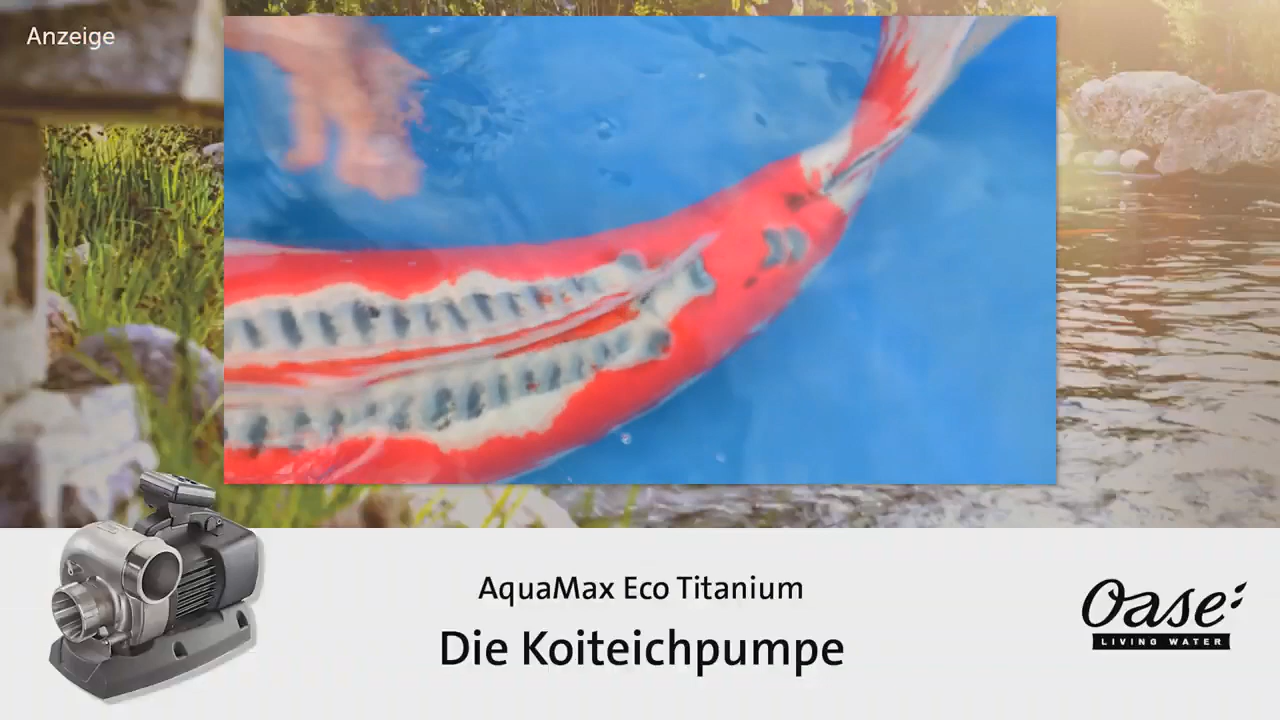 Anzeige
AquaMax Eco Titanium
Die Koiteichpumpe
Oase
LIVING WATER